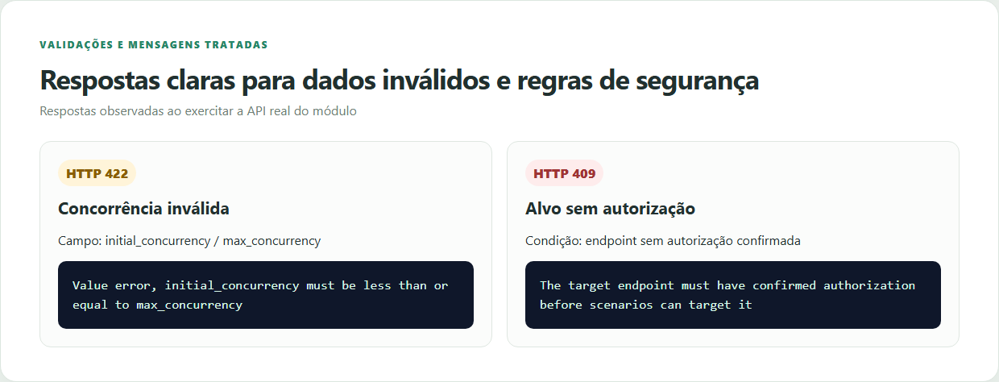 VALIDAÇÕES E MENSAGENS TRATADAS
Respostas claras para dados inválidos e regras de segurança
Respostas observadas ao exercitar a API real do módulo
HTTP 422
Concorrência inválida
Campo: initial_concurrency / max_concurrency
Value error, initial_concurrency must be less than or
equal to max_concurrency
HTTP 409
Alvo sem autorização
Condição: endpoint sem autorização confirmada
The target endpoint must have confirmed authorization
before scenarios can target it